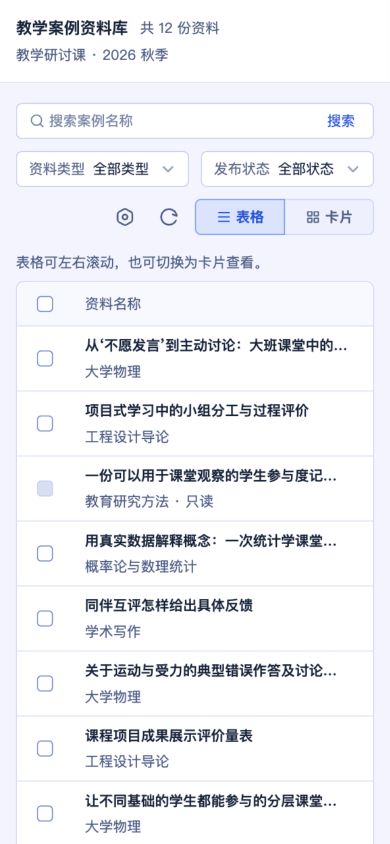 教学案例资料库 共 12 份资料
教学研讨课 · 2026 秋季
搜索案例名称 搜索
资料类型 全部类型 发布状态 全部状态
表格 卡片
表格可左右滚动，也可切换为卡片查看。
资料名称
从‘不愿发言’到主动讨论：大班课堂中的…
大学物理
项目式学习中的小组分工与过程评价
工程设计导论
一份可以用于课堂观察的学生参与度记…
教育研究方法 · 只读
用真实数据解释概念：一次统计学课堂…
概率论与数理统计
同伴互评怎样给出具体反馈
学术写作
关于运动与受力的典型错误作答及讨论…
大学物理
课程项目成果展示评价量表
工程设计导论
让不同基础的学生都能参与的分层课堂…
大学物理